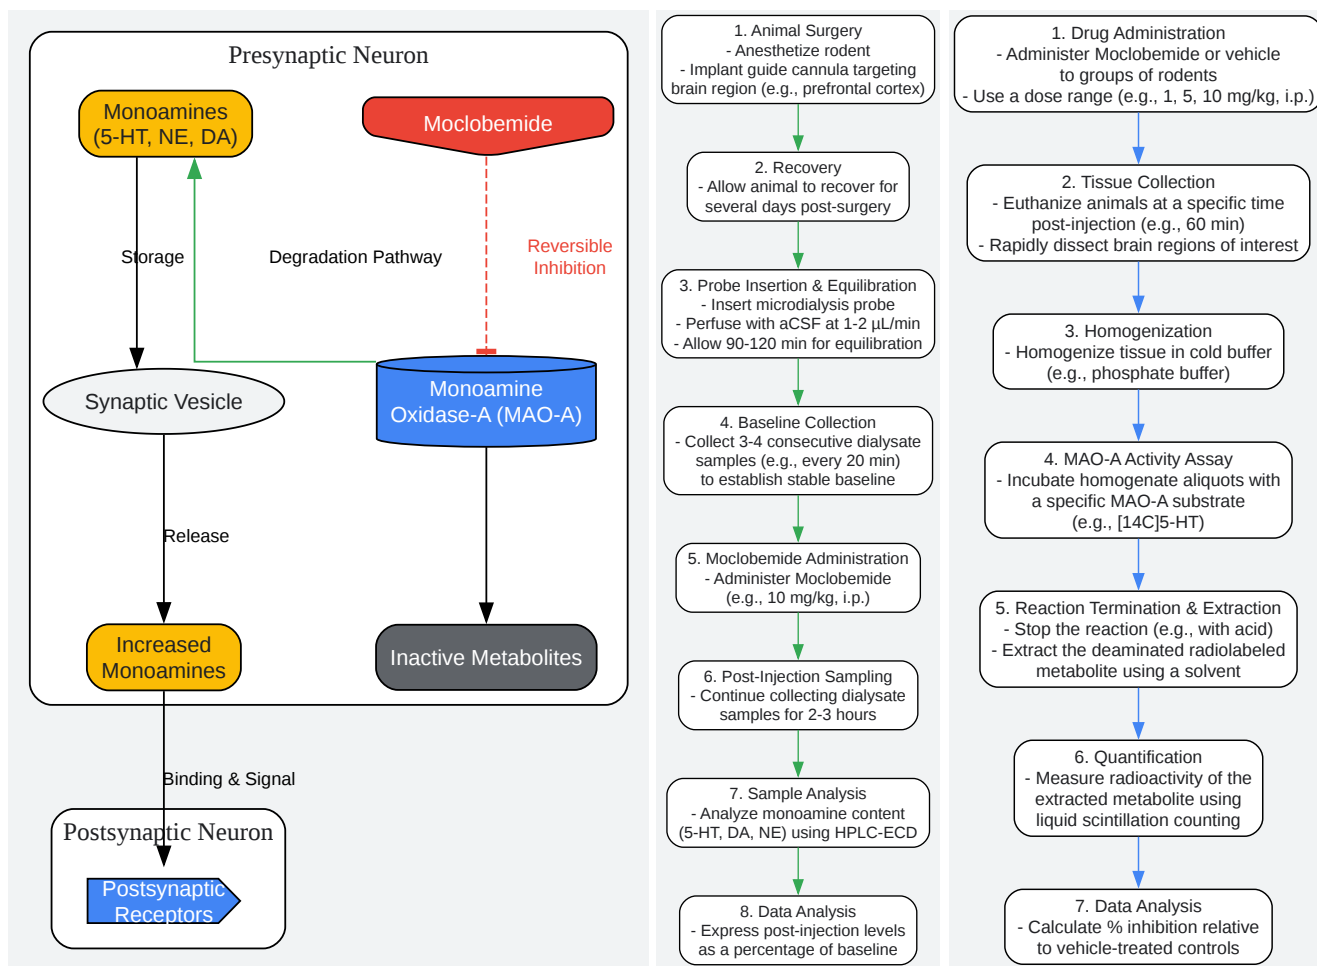 Presynaptic Neuron
Monoamines
(5-HT, NE, DA)
Moclobemide
Storage
Degradation Pathway
Reversible
Inhibition
Synaptic Vesicle
Monoamine
Oxidase-A (MAO-A)
Release
Increased
Monoamines
Inactive Metabolites
Binding & Signal
Postsynaptic Neuron
Postsynaptic
Receptors
1. Animal Surgery
- Anesthetize rodent
- Implant guide cannula targeting
brain region (e.g., prefrontal cortex)
2. Recovery
- Allow animal to recover for
several days post-surgery
3. Probe Insertion & Equilibration
- Insert microdialysis probe
- Perfuse with aCSF at 1-2 µL/min
- Allow 90-120 min for equilibration
4. Baseline Collection
- Collect 3-4 consecutive dialysate
samples (e.g., every 20 min)
to establish stable baseline
5. Moclobemide Administration
- Administer Moclobemide
(e.g., 10 mg/kg, i.p.)
6. Post-Injection Sampling
- Continue collecting dialysate
samples for 2-3 hours
7. Sample Analysis
- Analyze monoamine content
(5-HT, DA, NE) using HPLC-ECD
8. Data Analysis
- Express post-injection levels
as a percentage of baseline
1. Drug Administration
- Administer Moclobemide or vehicle
to groups of rodents
- Use a dose range (e.g., 1, 5, 10 mg/kg, i.p.)
2. Tissue Collection
- Euthanize animals at a specific time
post-injection (e.g., 60 min)
- Rapidly dissect brain regions of interest
3. Homogenization
- Homogenize tissue in cold buffer
(e.g., phosphate buffer)
4. MAO-A Activity Assay
- Incubate homogenate aliquots with
a specific MAO-A substrate
(e.g., [14C]5-HT)
5. Reaction Termination & Extraction
- Stop the reaction (e.g., with acid)
- Extract the deaminated radiolabeled
metabolite using a solvent
6. Quantification
- Measure radioactivity of the
extracted metabolite using
liquid scintillation counting
7. Data Analysis
- Calculate % inhibition relative
to vehicle-treated controls